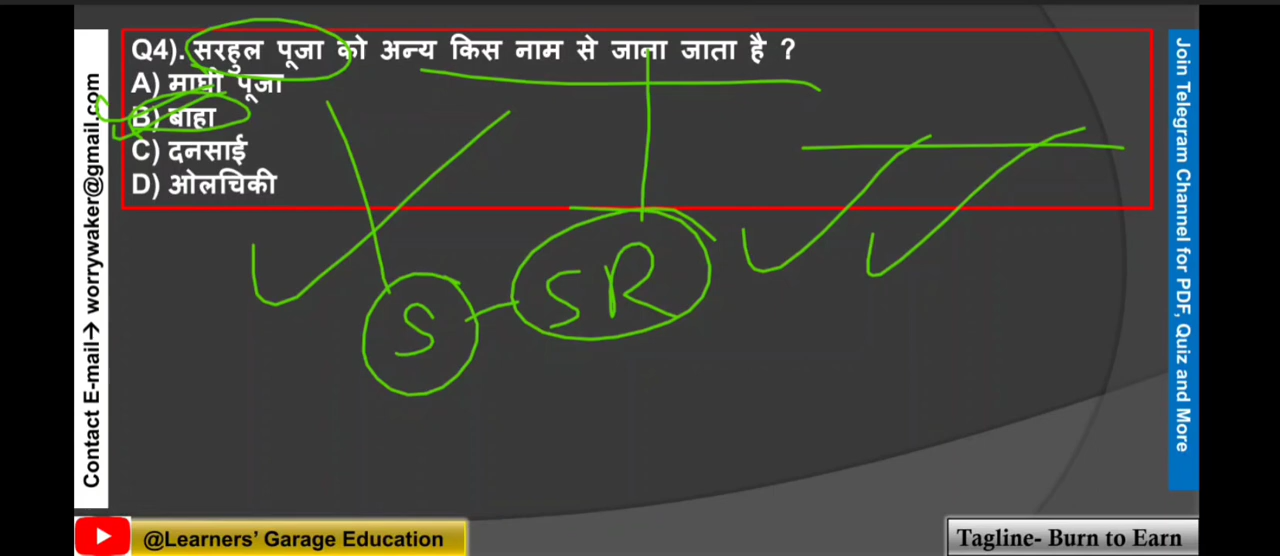 Q4). सरहुल पूजा को अन्य किस नाम से जाना जाता है ?
A) माघी पूजा
B) बाहा
C) दनसाई
D) ओलचिकी
S
SR
Contact E-mail→ worrywaker@gmail.com
Join Telegram Channel for PDF, Quiz and More
@Learners’ Garage Education
Tagline- Burn to Earn